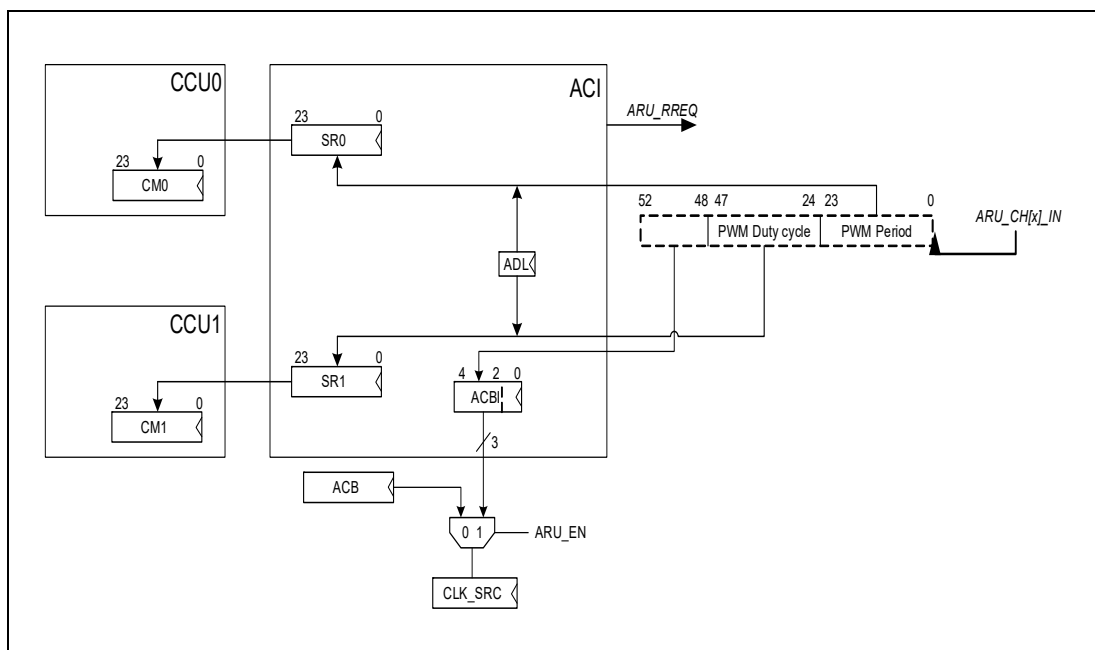 CCU0
ACI
ARU_RREQ
23 0
SR0
23 0
CM0
52 48 47 24 23 0
ARU_CH[x]_IN
PWM Duty cycle PWM Period
ADL
CCU1
23 0
SR1
4 2 0
ACBI
23 0
CM1
3
ACB
0 1
ARU_EN
CLK_SRC